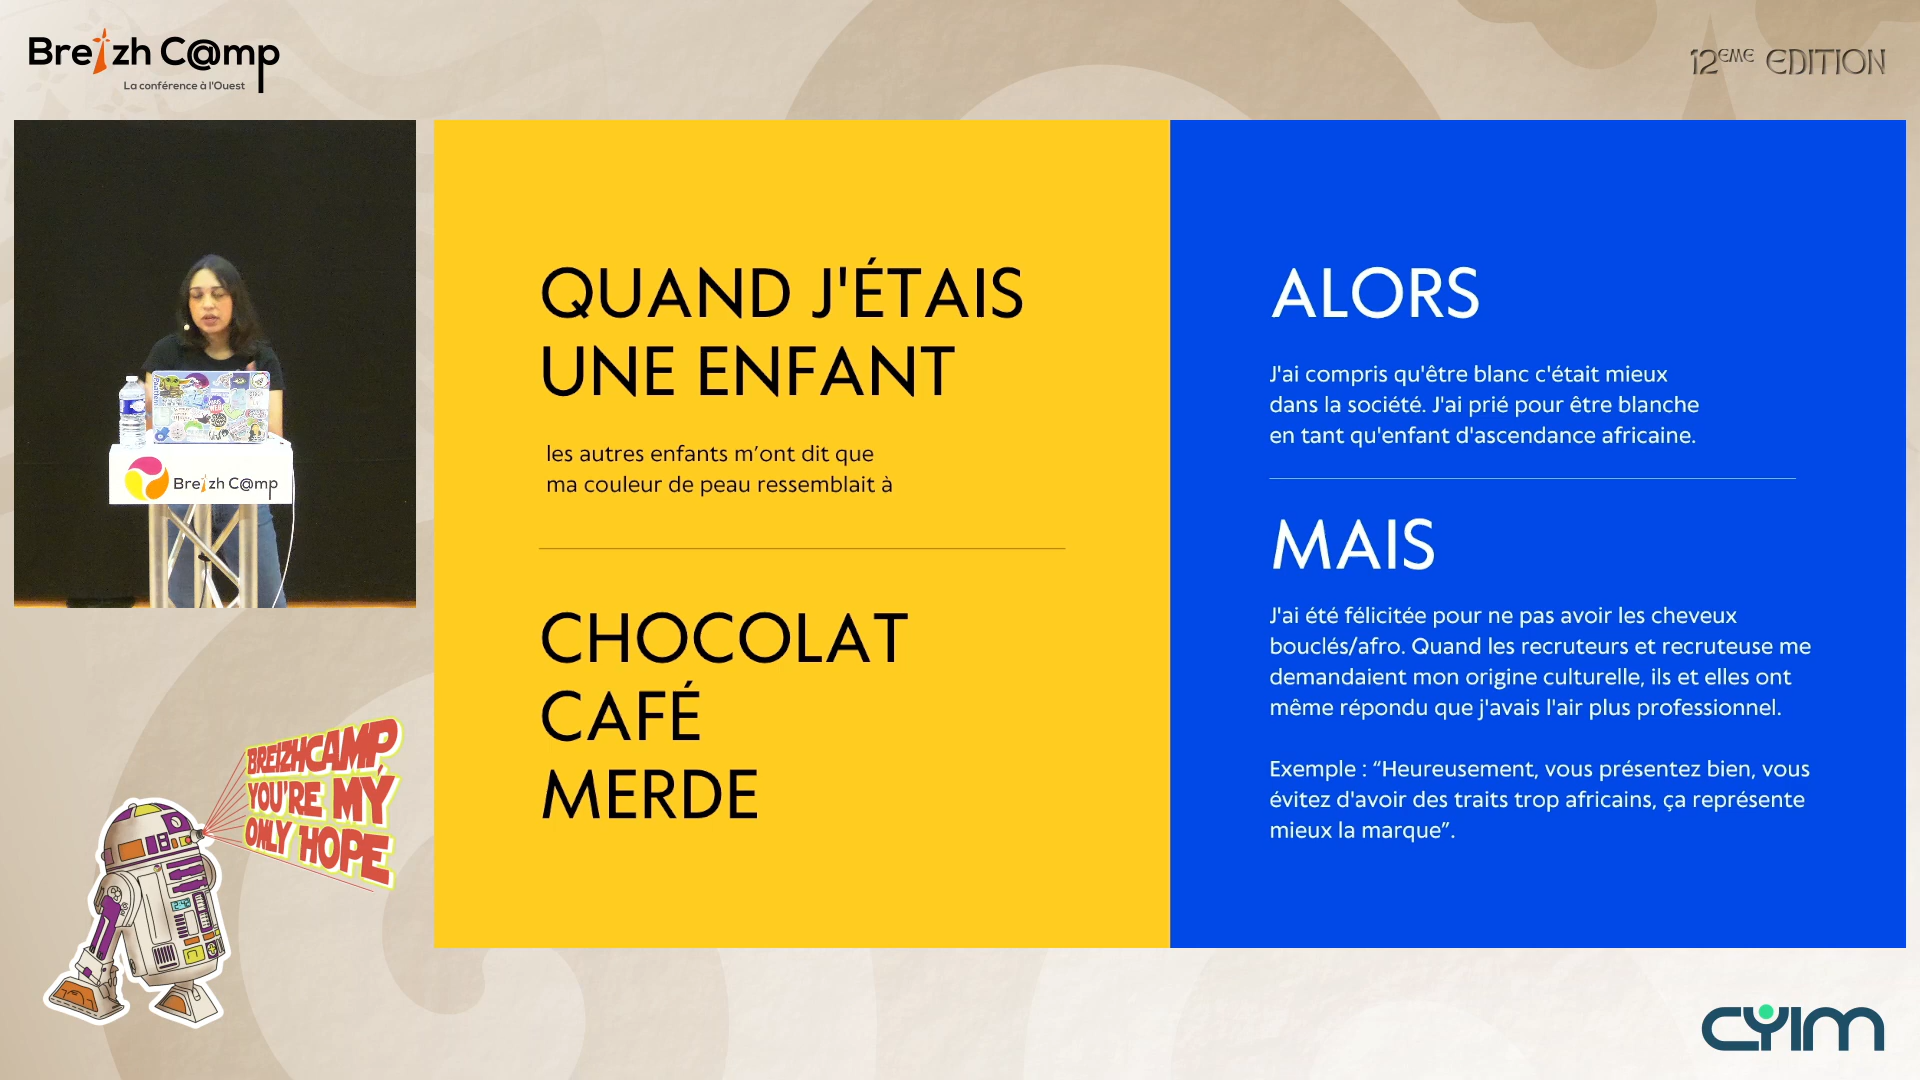 Breizh C@mp
La conférence à l'Ouest
12EME EDITION
QUAND J'ÉTAIS
UNE ENFANT
les autres enfants m’ont dit que
ma couleur de peau ressemblait à
CHOCOLAT
CAFÉ
MERDE
ALORS
J'ai compris qu'être blanc c'était mieux
dans la société. J'ai prié pour être blanche
en tant qu'enfant d'ascendance africaine.
MAIS
J'ai été félicitée pour ne pas avoir les cheveux
bouclés/afro. Quand les recruteurs et recruteuse me
demandaient mon origine culturelle, ils et elles ont
même répondu que j'avais l'air plus professionnel.
Exemple : “Heureusement, vous présentez bien, vous
évitez d'avoir des traits trop africains, ça représente
mieux la marque”.
Breizh C@mp
BREIZHCAMP,
YOU'RE MY
ONLY HOPE
CYIM